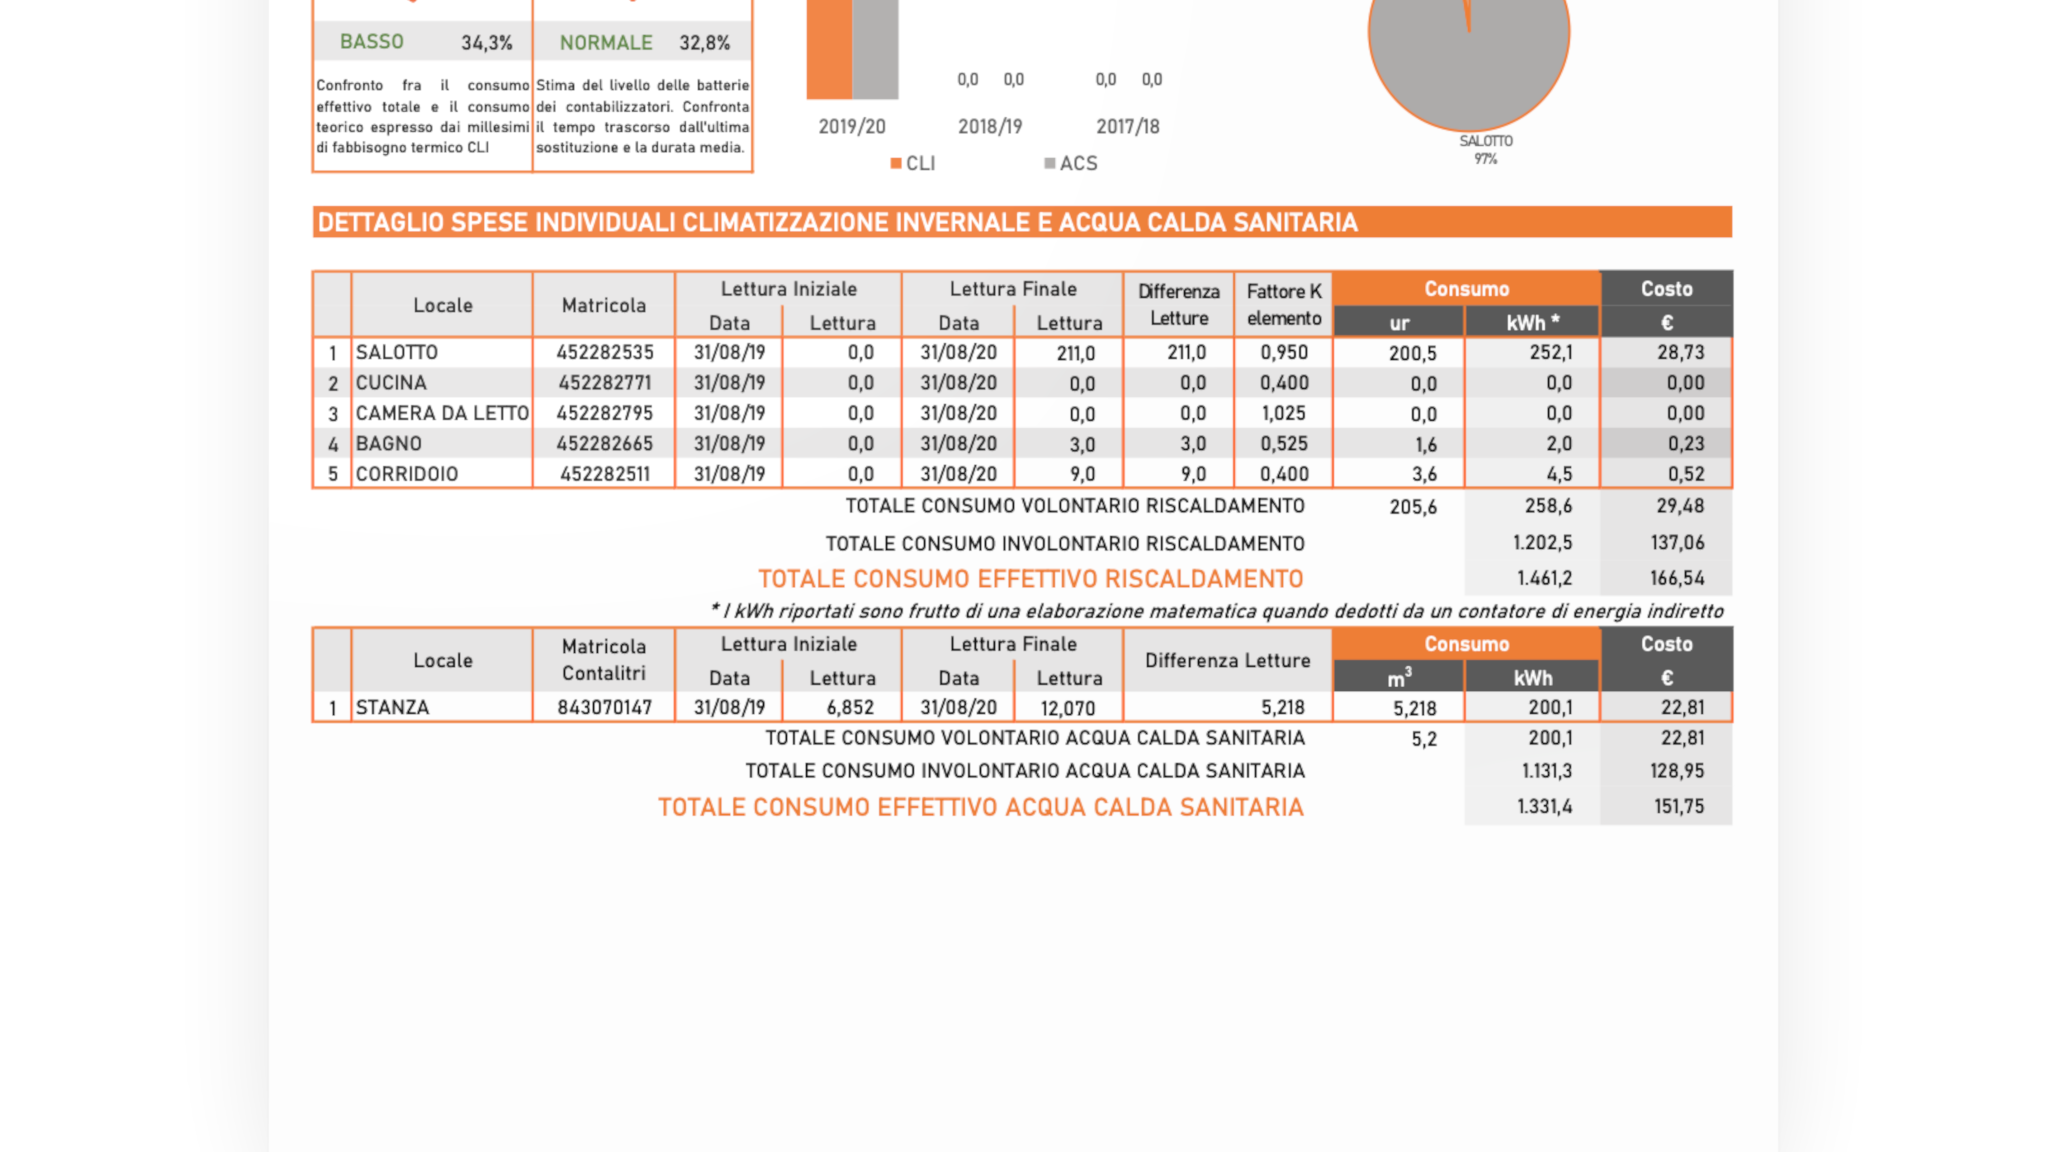 BASSO 34,3% NORMALE 32,8%
Confronto fra il consumo
effettivo totale e il consumo
teorico espresso dai millesimi
di fabbisogno termico CLI
Stima del livello delle batterie
dei contabilizzatori. Confronta
il tempo trascorso dall'ultima
sostituzione e la durata media.
0,0 0,0 0,0 0,0
2019/20 2018/19 2017/18
CLI ACS
SALOTTO
97%
DETTAGLIO SPESE INDIVIDUALI CLIMATIZZAZIONE INVERNALE E ACQUA CALDA SANITARIA
Locale Matricola Lettura Iniziale Lettura Finale Differenza Letture Fattore K elemento Consumo Costo
Data Lettura Data Lettura ur kWh * €
1 SALOTTO 452282535 31/08/19 0,0 31/08/20 211,0 211,0 0,950 200,5 252,1 28,73
2 CUCINA 452282771 31/08/19 0,0 31/08/20 0,0 0,0 0,400 0,0 0,0 0,00
3 CAMERA DA LETTO 452282795 31/08/19 0,0 31/08/20 0,0 0,0 1,025 0,0 0,0 0,00
4 BAGNO 452282665 31/08/19 0,0 31/08/20 3,0 3,0 0,525 1,6 2,0 0,23
5 CORRIDOIO 452282511 31/08/19 0,0 31/08/20 9,0 9,0 0,400 3,6 4,5 0,52
TOTALE CONSUMO VOLONTARIO RISCALDAMENTO 205,6 258,6 29,48
TOTALE CONSUMO INVOLONTARIO RISCALDAMENTO 1.202,5 137,06
TOTALE CONSUMO EFFETTIVO RISCALDAMENTO 1.461,2 166,54
* I kWh riportati sono frutto di una elaborazione matematica quando dedotti da un contatore di energia indiretto
Locale Matricola Contalitri Lettura Iniziale Lettura Finale Differenza Letture Consumo Costo
Data Lettura Data Lettura m³ kWh €
1 STANZA 843070147 31/08/19 6,852 31/08/20 12,070 5,218 5,218 200,1 22,81
TOTALE CONSUMO VOLONTARIO ACQUA CALDA SANITARIA 5,2 200,1 22,81
TOTALE CONSUMO INVOLONTARIO ACQUA CALDA SANITARIA 1.131,3 128,95
TOTALE CONSUMO EFFETTIVO ACQUA CALDA SANITARIA 1.331,4 151,75